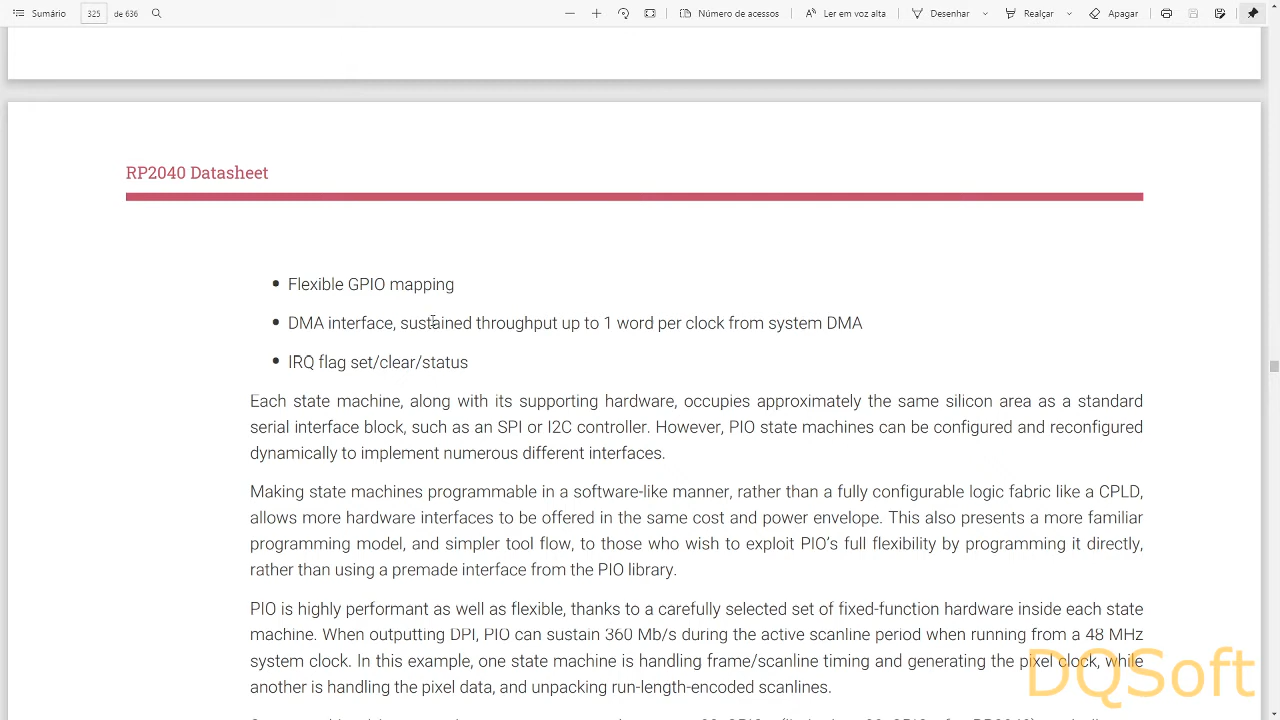 Sumário 325 de 636 Número de acessos Ler em voz alta Desenhar Realçar Apagar
RP2040 Datasheet
• Flexible GPIO mapping
• DMA interface, sustained throughput up to 1 word per clock from system DMA
• IRQ flag set/clear/status
Each state machine, along with its supporting hardware, occupies approximately the same silicon area as a standard
serial interface block, such as an SPI or I2C controller. However, PIO state machines can be configured and reconfigured
dynamically to implement numerous different interfaces.
Making state machines programmable in a software-like manner, rather than a fully configurable logic fabric like a CPLD,
allows more hardware interfaces to be offered in the same cost and power envelope. This also presents a more familiar
programming model, and simpler tool flow, to those who wish to exploit PIO’s full flexibility by programming it directly,
rather than using a premade interface from the PIO library.
PIO is highly performant as well as flexible, thanks to a carefully selected set of fixed-function hardware inside each state
machine. When outputting DPI, PIO can sustain 360 Mb/s during the active scanline period when running from a 48 MHz
system clock. In this example, one state machine is handling frame/scanline timing and generating the pixel clock, while
another is handling the pixel data, and unpacking run-length-encoded scanlines.
DQSoft